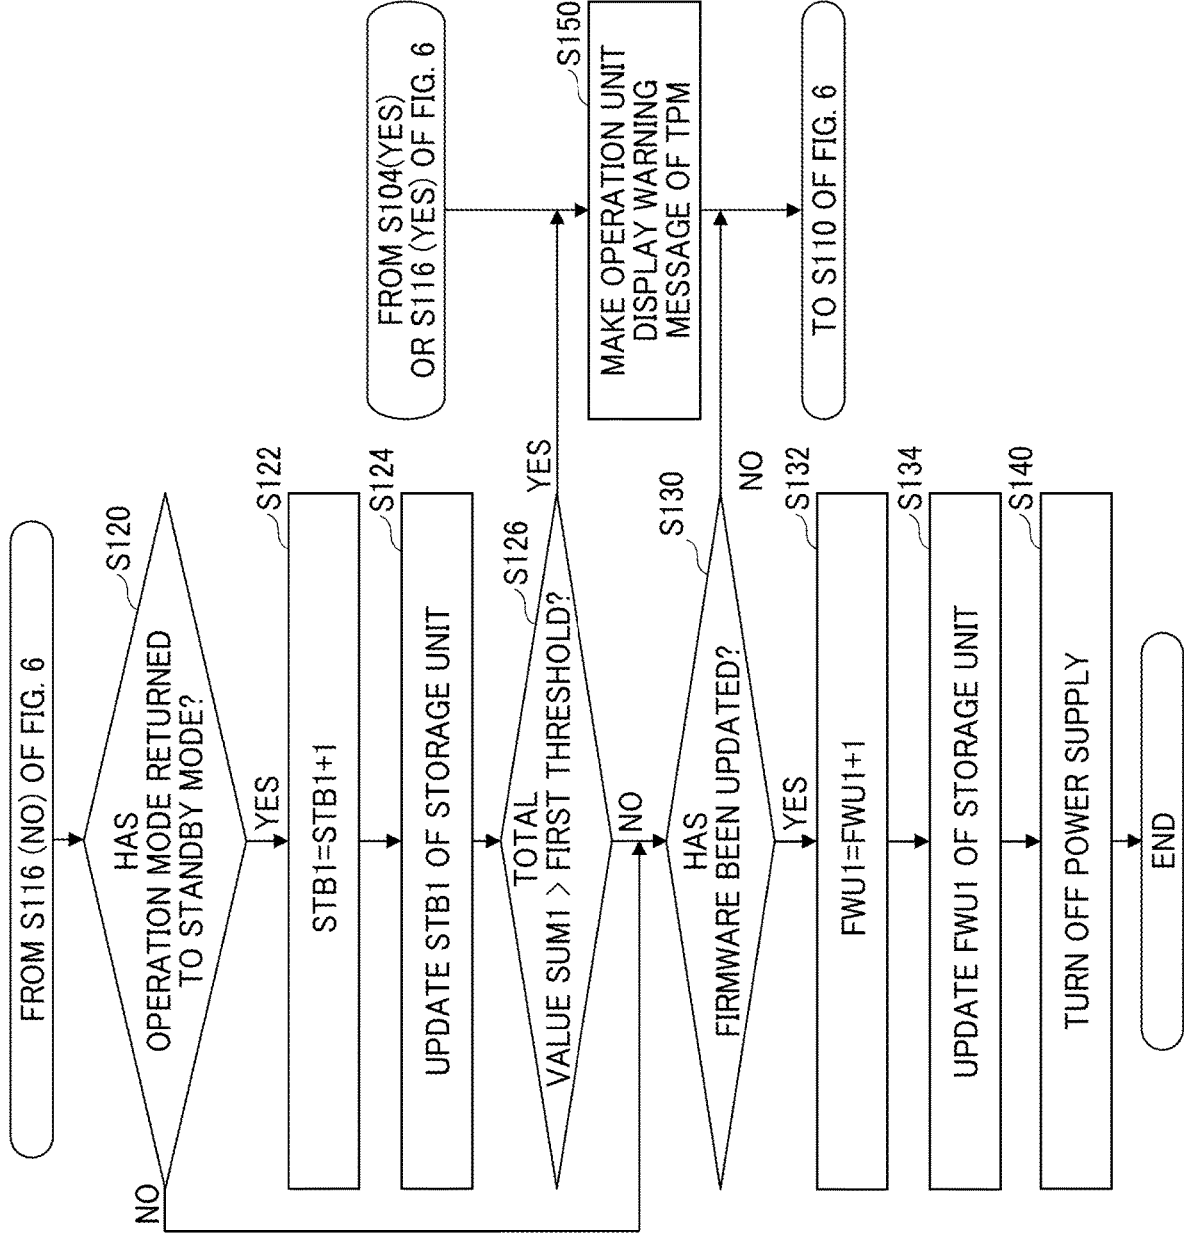 FROM S116 (NO) OF FIG. 6
S120
HAS
OPERATION MODE RETURNED
TO STANDBY MODE?
NO
YES
S122
STB1=STB1+1
S124
UPDATE STB1 OF STORAGE UNIT
S126
TOTAL
VALUE SUM1 > FIRST THRESHOLD?
YES
NO
S130
HAS
FIRMWARE BEEN UPDATED?
NO
YES
S132
FWU1=FWU1+1
S134
UPDATE FWU1 OF STORAGE UNIT
S140
TURN OFF POWER SUPPLY
END
FROM S104(YES)
OR S116 (YES) OF FIG. 6
S150
MAKE OPERATION UNIT
DISPLAY WARNING
MESSAGE OF TPM
TO S110 OF FIG. 6